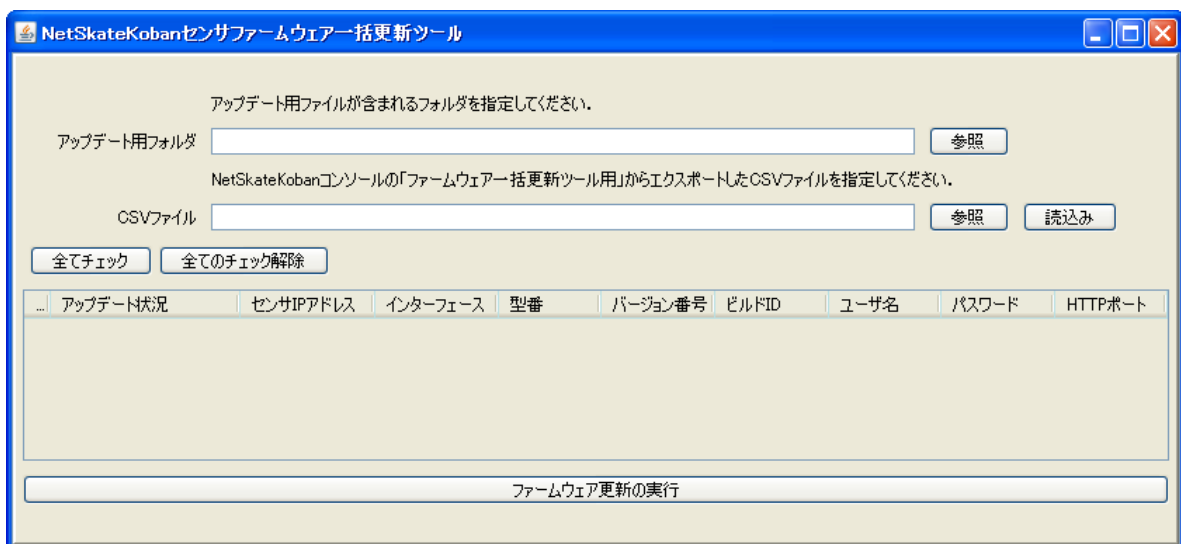 NetSkateKobanセンサファームウェア一括更新ツール
アップデート用ファイルが含まれるフォルダを指定してください.
アップデート用フォルダ 参照
NetSkateKobanコンソールの「ファームウェア一括更新ツール用」からエクスポートしたCSVファイルを指定してください.
CSVファイル 参照 読込み
全てチェック 全てのチェック解除
... アップデート状況 センサIPアドレス インターフェース 型番 バージョン番号 ビルドID ユーザ名 パスワード HTTPポート
ファームウェア更新の実行